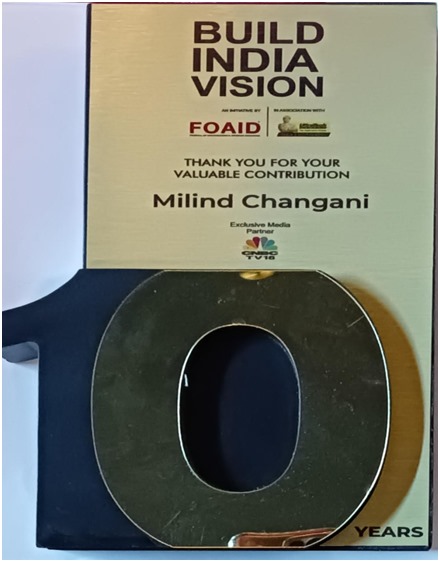 BUILD
INDIA
VISION
AN INITIATIVE BY
IN ASSOCIATION WITH
FOAID
THANK YOU FOR YOUR
VALUABLE CONTRIBUTION
Milind Changani
Exclusive Media
Partner
CNBC
TV18
10
YEARS